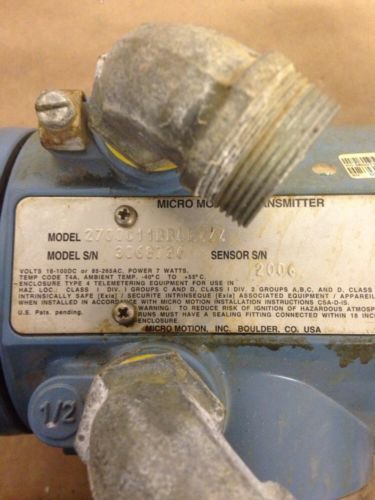 MICRO MO NSMITTER
MODEL
MODEL S/N SENSOR S/N
2006
VOLTS 18-100DC or 85-265AC, POWER 7 WATTS.
TEMP CODE T4A, AMBIENT TEMP. -40°C TO +55°C.
ENCLOSURE TYPE 4 TELEMETERING EQUIPMENT FOR USE IN
HAZ. LOC. CLASS I DIV. I GROUPS C AND D, CLASS I DIV. 2 GROUPS A,B,C, AND D, CLASS
INTRINSICALLY SAFE [Exia] / SECURITE INTRINSEQUE [Exia] ASSOCIATED EQUIPMENT / APPAREIL
WHEN INSTALLED IN ACCORDANCE WITH MICRO MOTION INSTALLATION INSTRUCTIONS CSA-D-IS.
WARNING: TO REDUCE RISK OF IGNITION OF HAZARDOUS ATMOSP
U.S. Pats. pending. RUNS MUST HAVE A SEALING FITTING CONNECTED WITHIN 18 INC
ENCLOSURE.
MICRO MOTION, INC. BOULDER, CO. USA
1/2